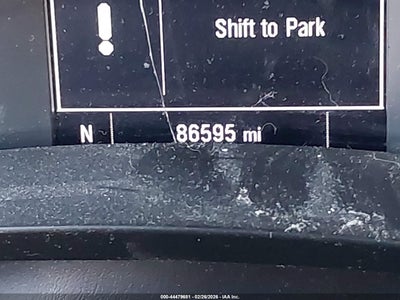 !
Shift to Park
N
86595 mi
000-44479681 - 02/26/2026 - IAA Inc.